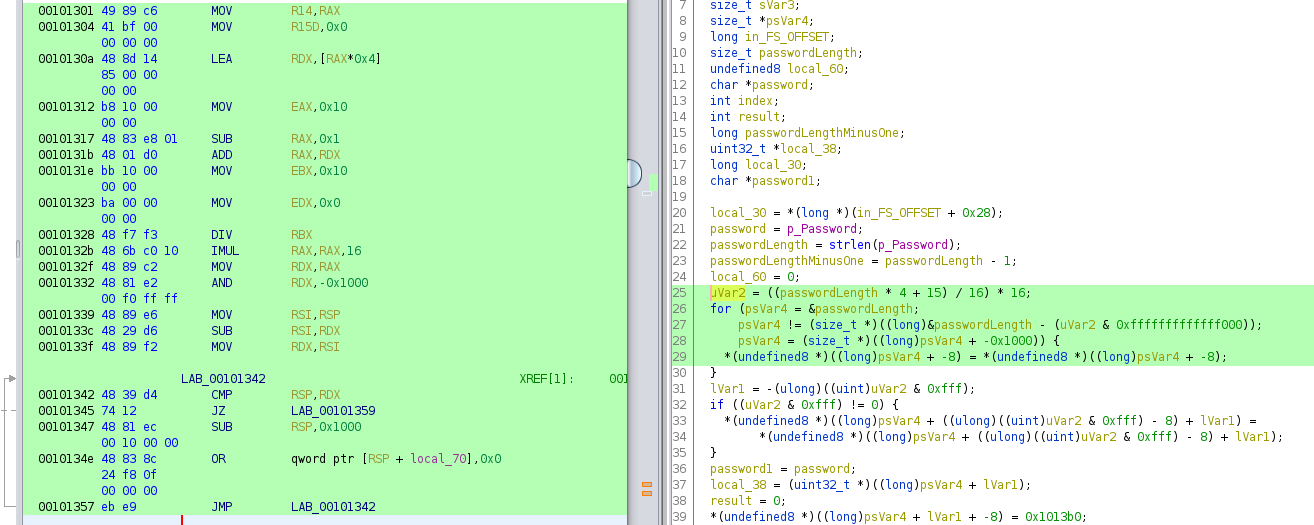 00101301 49 89 c6 MOV R14,RAX
00101304 41 bf 00 MOV R15D,0x0
00 00 00
0010130a 48 8d 14 LEA RDX,[RAX*0x4]
85 00 00
00 00
00101312 b8 10 00 MOV EAX,0x10
00 00
00101317 48 83 e8 01 SUB RAX,0x1
0010131b 48 01 d0 ADD RAX,RDX
0010131e bb 10 00 MOV EBX,0x10
00 00
00101323 ba 00 00 MOV EDX,0x0
00 00
00101328 48 f7 f3 DIV RBX
0010132b 48 6b c0 10 IMUL RAX,RAX,16
0010132f 48 89 c2 MOV RDX,RAX
00101332 48 81 e2 AND RDX,-0x1000
00 f0 ff ff
00101339 48 89 e6 MOV RSI,RSP
0010133c 48 29 d6 SUB RSI,RDX
0010133f 48 89 f2 MOV RDX,RSI
LAB_00101342 XREF[1]: 001
00101342 48 39 d4 CMP RSP,RDX
00101345 74 12 JZ LAB_00101359
00101347 48 81 ec SUB RSP,0x1000
00 10 00 00
0010134e 48 83 8c OR qword ptr [RSP + local_70],0x0
24 f8 0f
00 00 00
00101357 eb e9 JMP LAB_00101342
7 size_t sVar3;
8 size_t *psVar4;
9 long in_FS_OFFSET;
10 size_t passwordLength;
11 undefined8 local_60;
12 char *password;
13 int index;
14 int result;
15 long passwordLengthMinusOne;
16 uint32_t *local_38;
17 long local_30;
18 char *password1;
19
20 local_30 = *(long *)(in_FS_OFFSET + 0x28);
21 password = p_Password;
22 passwordLength = strlen(p_Password);
23 passwordLengthMinusOne = passwordLength - 1;
24 local_60 = 0;
25 uVar2 = ((passwordLength * 4 + 15) / 16) * 16;
26 for (psVar4 = &passwordLength;
27 psVar4 != (size_t *)((long)&passwordLength - (uVar2 & 0xfffffffffffff000));
28 psVar4 = (size_t *)((long)psVar4 + -0x1000)) {
29 *(undefined8 *)((long)psVar4 + -8) = *(undefined8 *)((long)psVar4 + -8);
30 }
31 lVar1 = -(ulong)((uint)uVar2 & 0xfff);
32 if ((uVar2 & 0xfff) != 0) {
33 *(undefined8 *)((long)psVar4 + ((ulong)((uint)uVar2 & 0xfff) - 8) + lVar1) =
34 *(undefined8 *)((long)psVar4 + ((ulong)((uint)uVar2 & 0xfff) - 8) + lVar1);
35 }
36 password1 = password;
37 local_38 = (uint32_t *)((long)psVar4 + lVar1);
38 result = 0;
39 *(undefined8 *)((long)psVar4 + lVar1 + -8) = 0x1013b0;